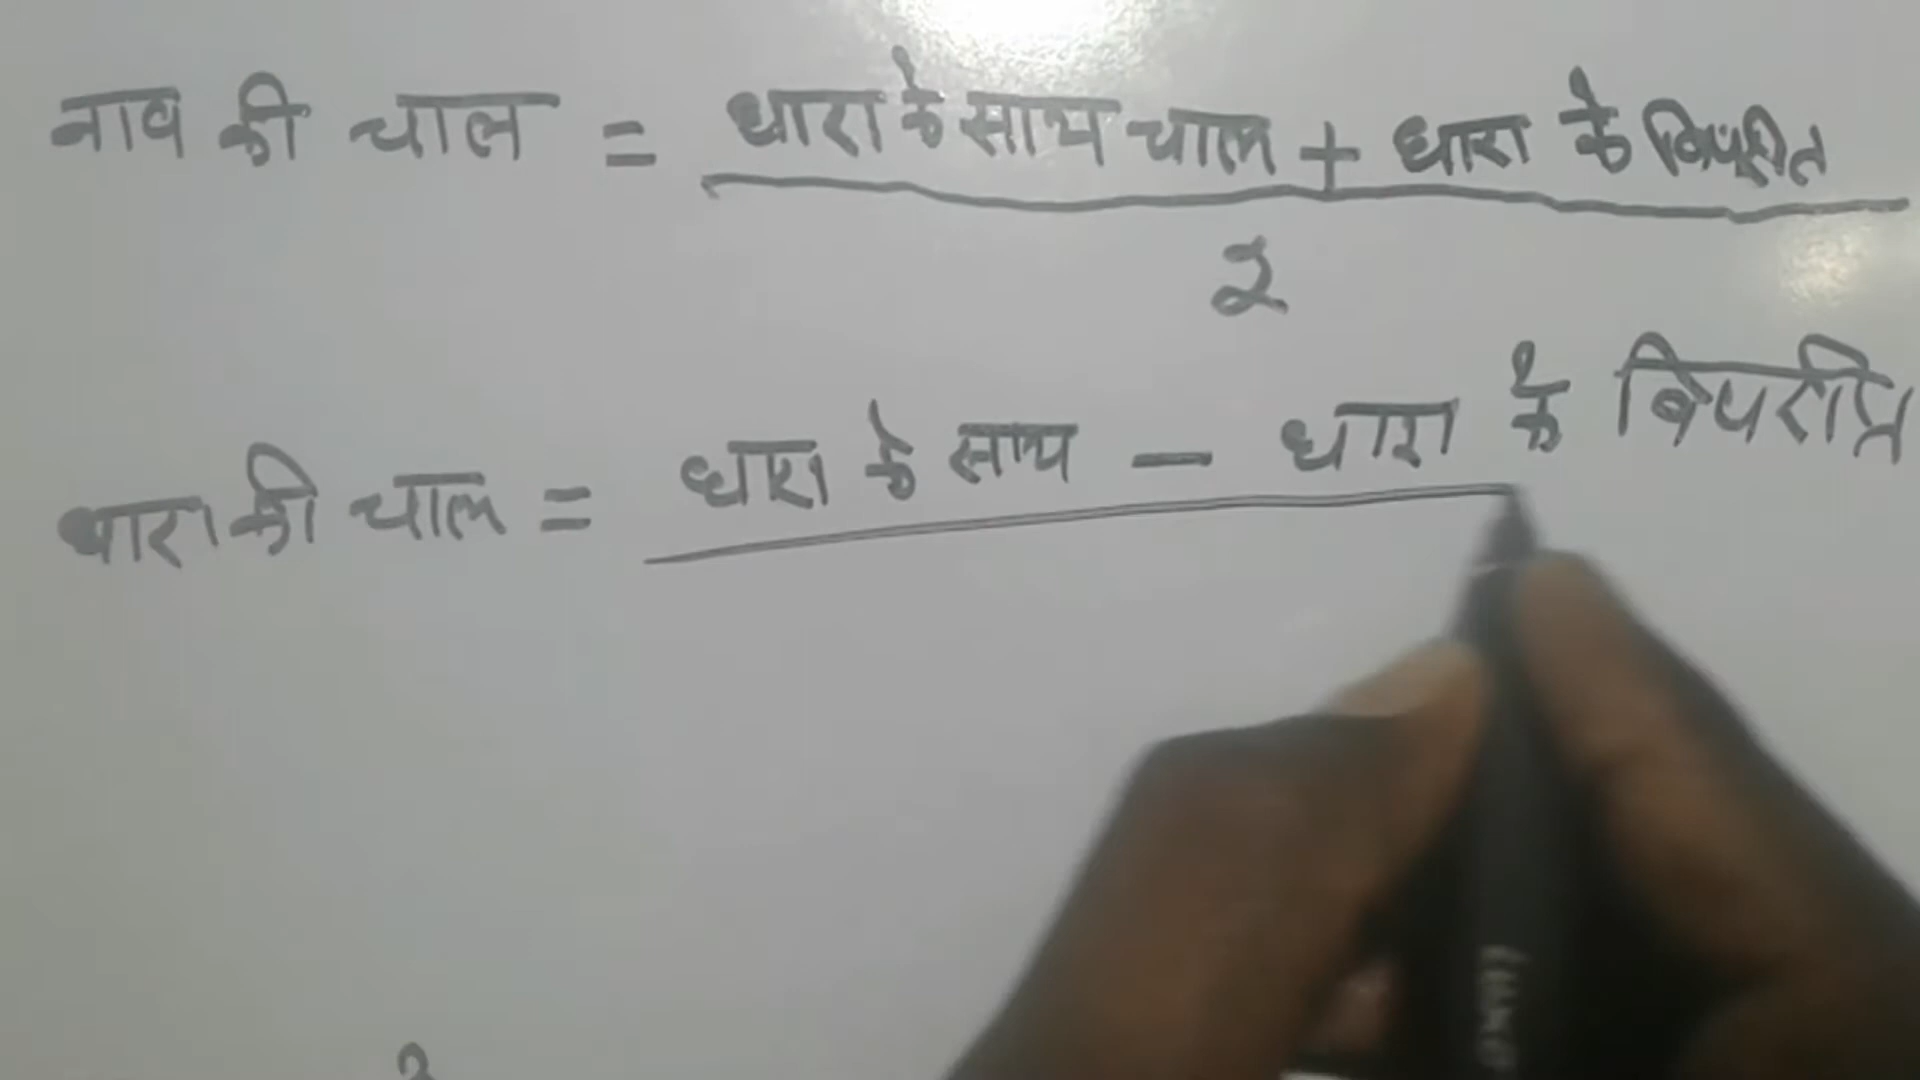 नाव की चाल = धारा के साथ चाल + धारा के विपरीत
2
धारा की चाल = धारा के साथ - धारा के बिपरीत